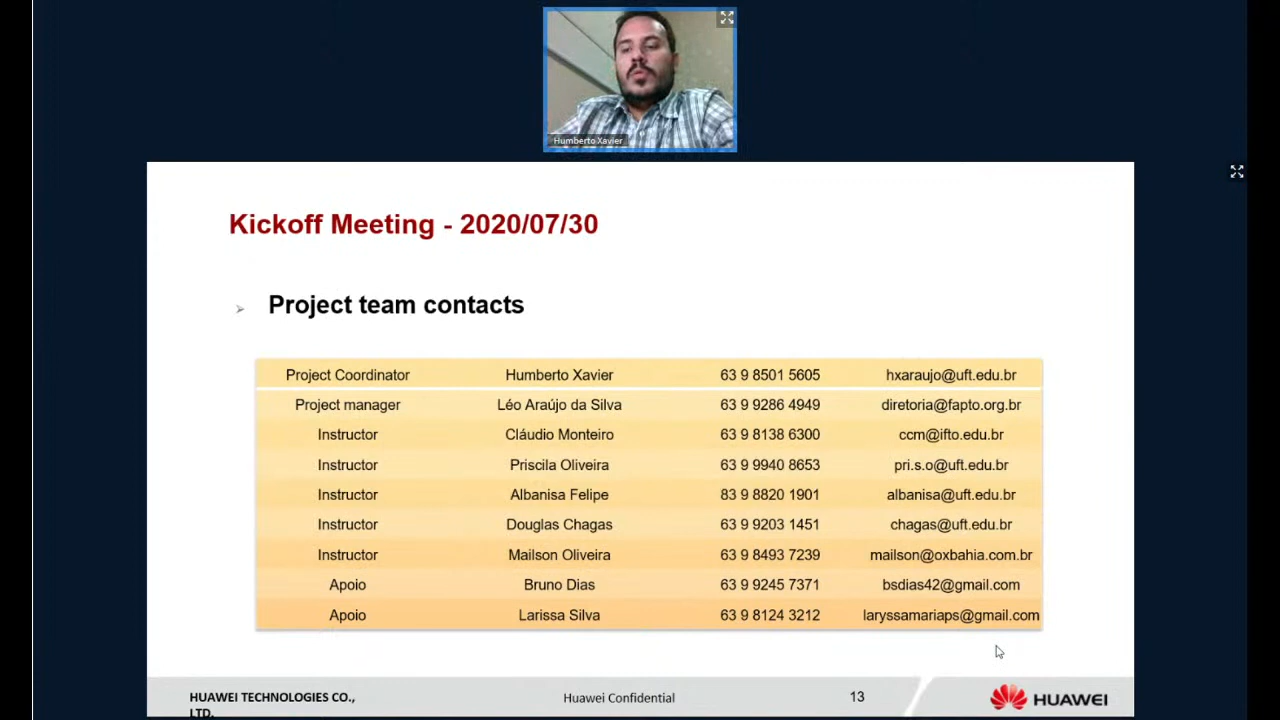 Humberto Xavier
Kickoff Meeting - 2020/07/30
Project team contacts
Project Coordinator Humberto Xavier 63 9 8501 5605 hxaraujo@uft.edu.br
Project manager Léo Araújo da Silva 63 9 9286 4949 diretoria@fapto.org.br
Instructor Cláudio Monteiro 63 9 8138 6300 ccm@ifto.edu.br
Instructor Priscila Oliveira 63 9 9940 8653 pri.s.o@uft.edu.br
Instructor Albanisa Felipe 83 9 8820 1901 albanisa@uft.edu.br
Instructor Douglas Chagas 63 9 9203 1451 chagas@uft.edu.br
Instructor Mailson Oliveira 63 9 8493 7239 mailson@oxbahia.com.br
Apoio Bruno Dias 63 9 9245 7371 bsdias42@gmail.com
Apoio Larissa Silva 63 9 8124 3212 laryssamariaps@gmail.com
HUAWEI TECHNOLOGIES CO., Huawei Confidential 13 HUAWEI
LTD.